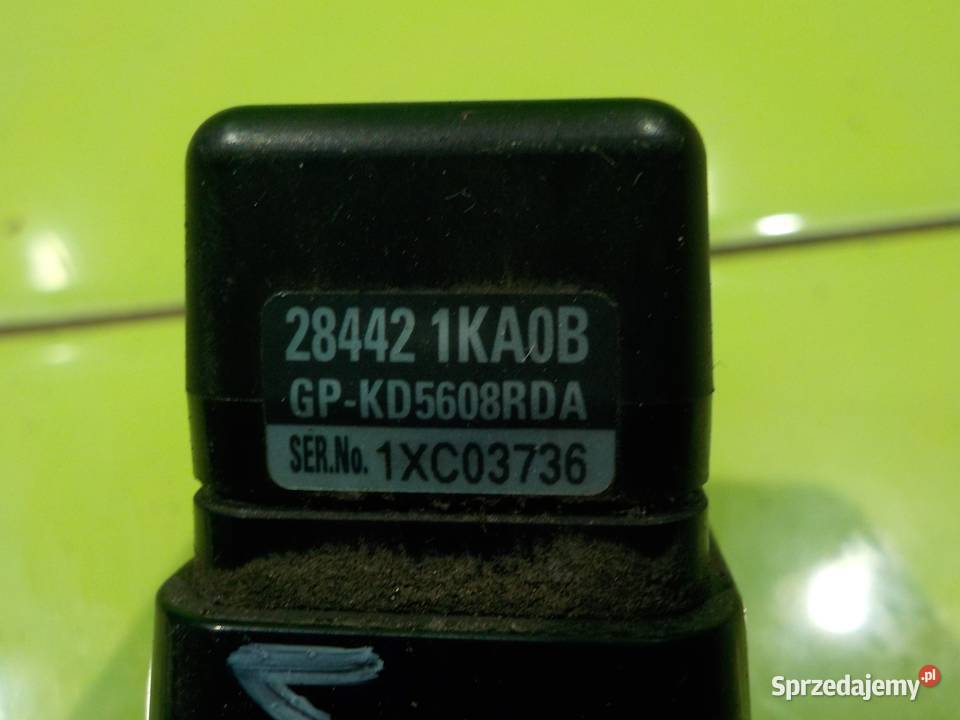 28442 1KA0B
GP-KD5608RDA
SER.No. 1XC03736
Sprzedajemy.pl